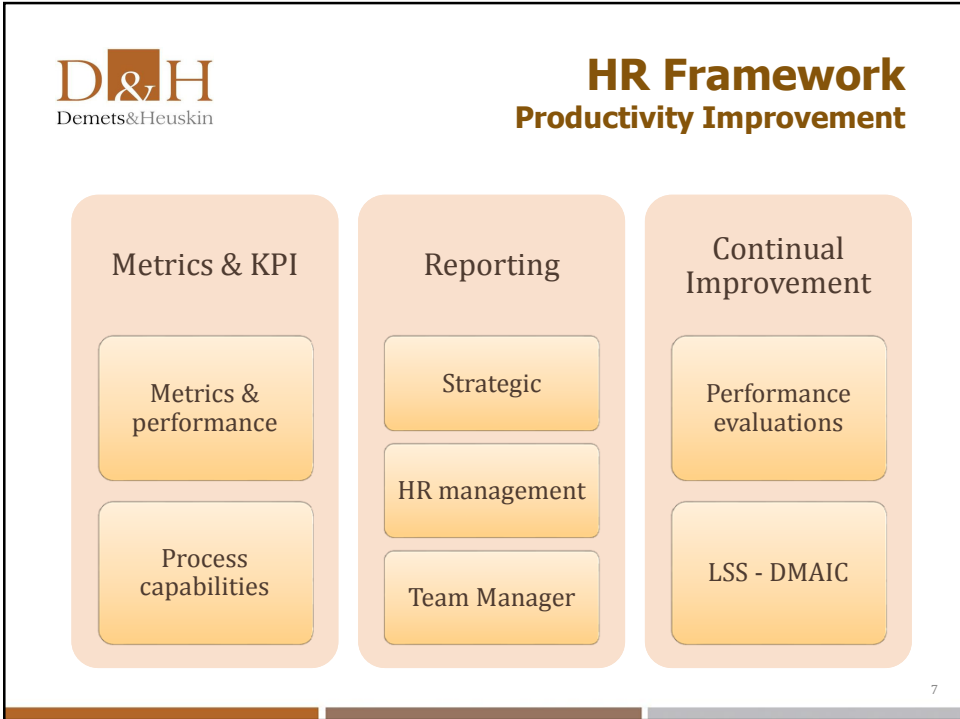 D&H
Demets&Heuskin
HR Framework
Productivity Improvement
Metrics & KPI
Metrics &
performance
Process
capabilities
Reporting
Strategic
HR management
Team Manager
Continual
Improvement
Performance
evaluations
LSS - DMAIC
7